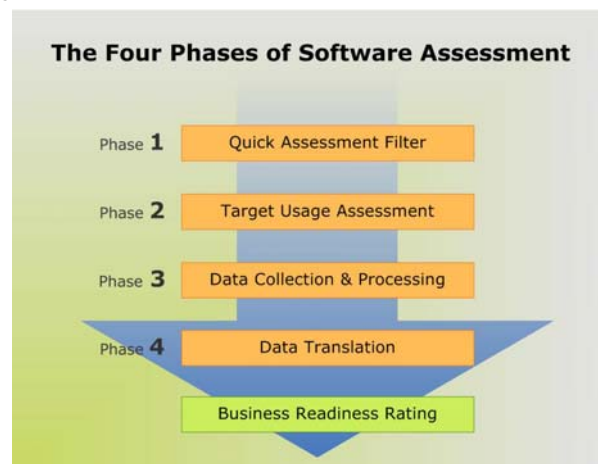 The Four Phases of Software Assessment
Phase 1 Quick Assessment Filter
Phase 2 Target Usage Assessment
Phase 3 Data Collection & Processing
Phase 4 Data Translation
Business Readiness Rating